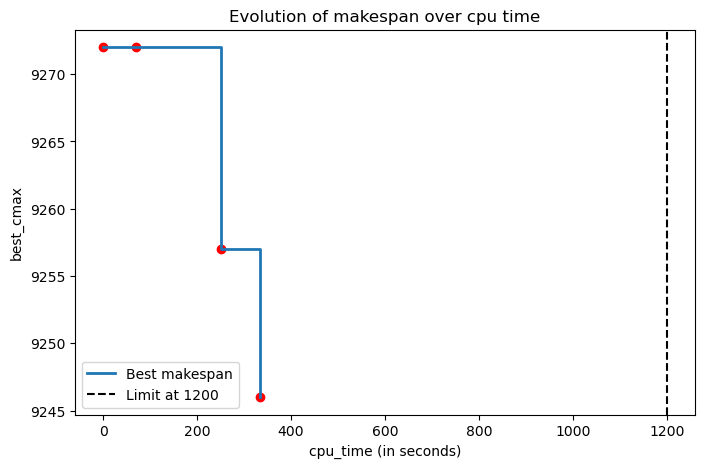 Evolution of makespan over cpu time
best_cmax
9270
9265
9260
9255
9250
9245
Best makespan
Limit at 1200
0 200 400 600 800 1000 1200
cpu_time (in seconds)